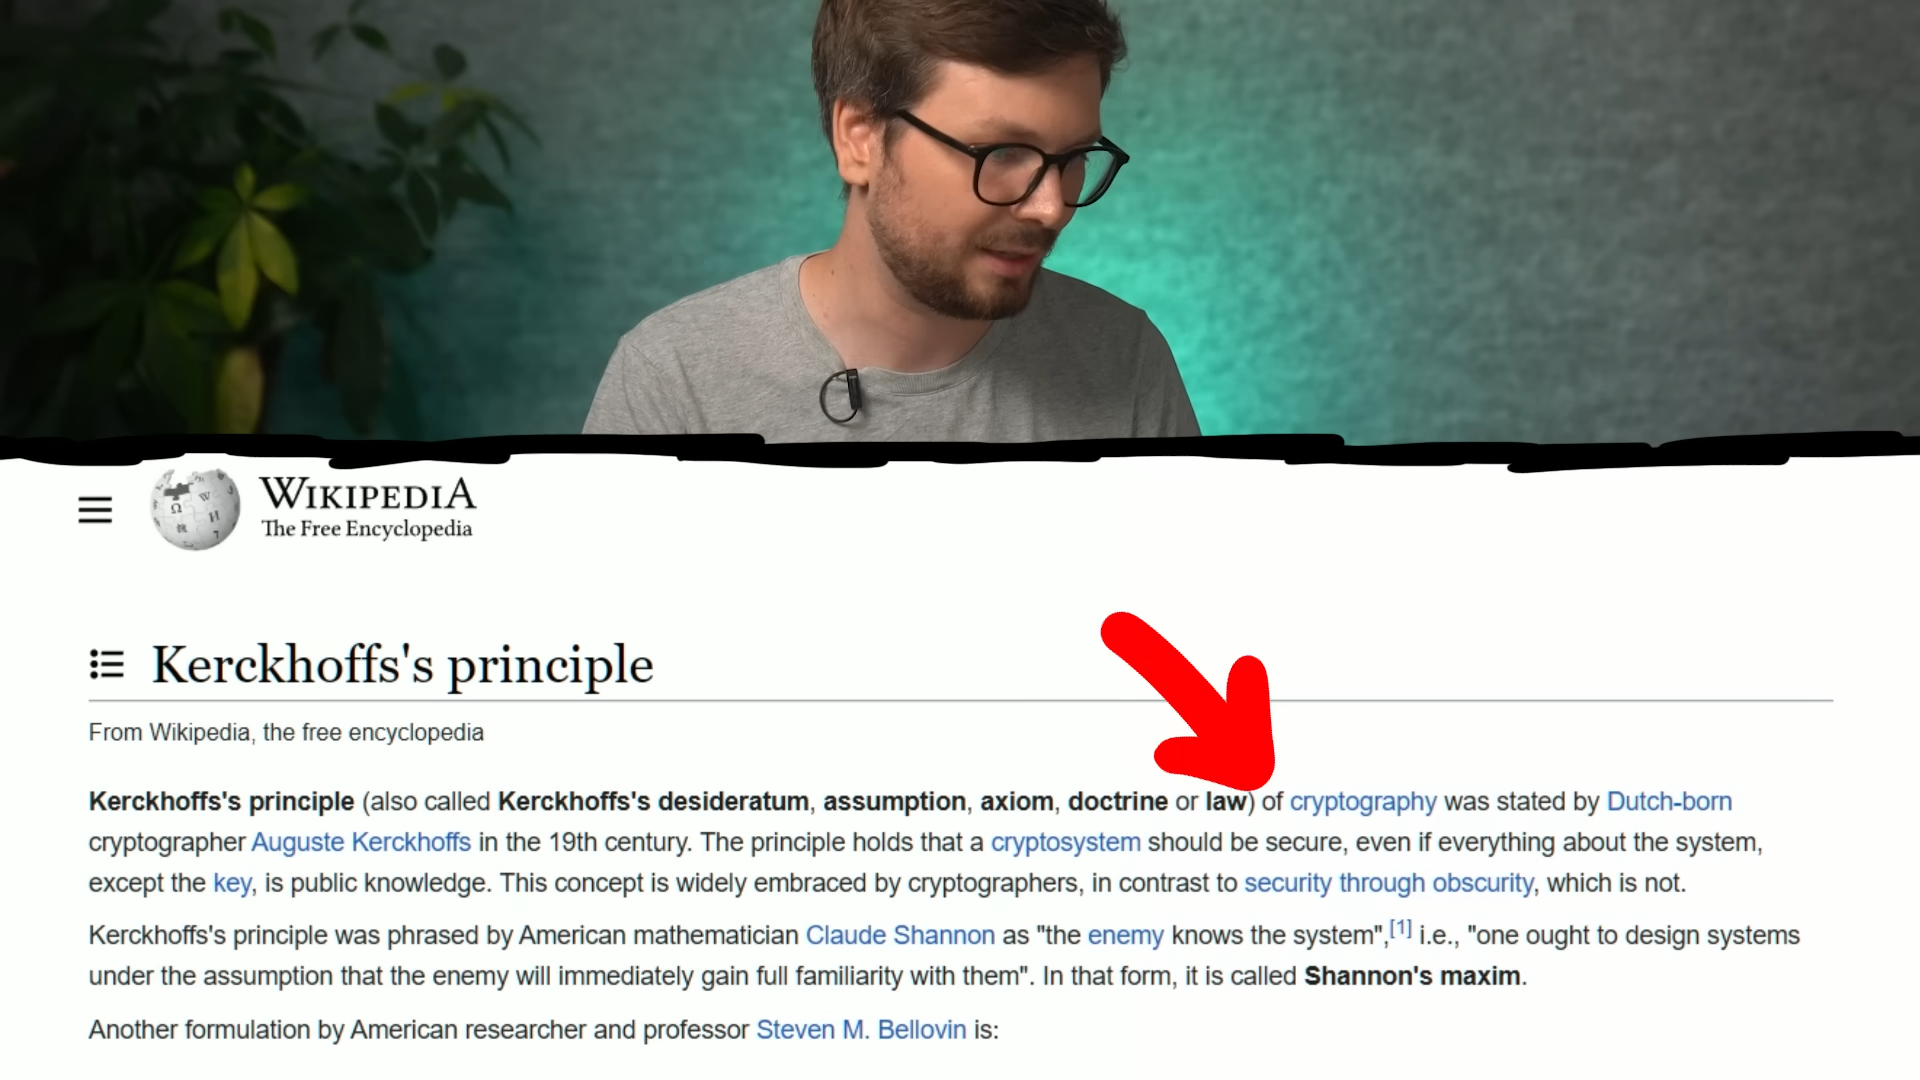 WIKIPEDIA
The Free Encyclopedia
Kerckhoffs's principle
From Wikipedia, the free encyclopedia
Kerckhoffs's principle (also called Kerckhoffs's desideratum, assumption, axiom, doctrine or law) of cryptography was stated by Dutch-born
cryptographer Auguste Kerckhoffs in the 19th century. The principle holds that a cryptosystem should be secure, even if everything about the system,
except the key, is public knowledge. This concept is widely embraced by cryptographers, in contrast to security through obscurity, which is not.
Kerckhoffs's principle was phrased by American mathematician Claude Shannon as "the enemy knows the system",[1] i.e., "one ought to design systems
under the assumption that the enemy will immediately gain full familiarity with them". In that form, it is called Shannon's maxim.
Another formulation by American researcher and professor Steven M. Bellovin is: